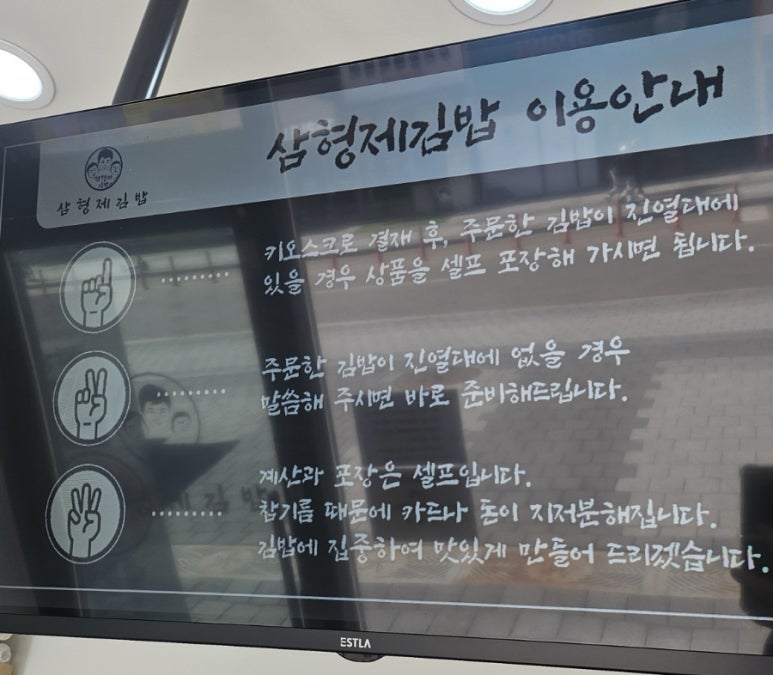 삼형제김밥 이용안내
삼형제김밥
키오스크로 결재 후, 주문한 김밥이 진열대에
있을 경우 상품을 셀프 포장해 가시면 됩니다.
주문한 김밥이 진열대에 없을 경우
말씀해 주시면 바로 준비해드립니다.
계산과 포장은 셀프입니다.
참기름 때문에 카드나 돈이 지저분해집니다.
김밥에 집중하여 맛있게 만들어 드리겠습니다.
ESTLA